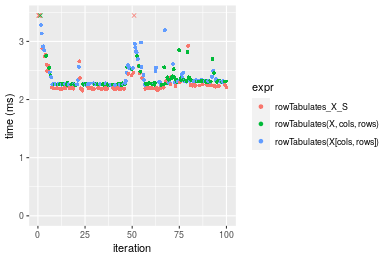 time (ms)
3
2
1
0
0
25
50
75
100
iteration
expr
rowTabulates_X_S
rowTabulates(X, cols, rows)
rowTabulates(X[cols, rows])